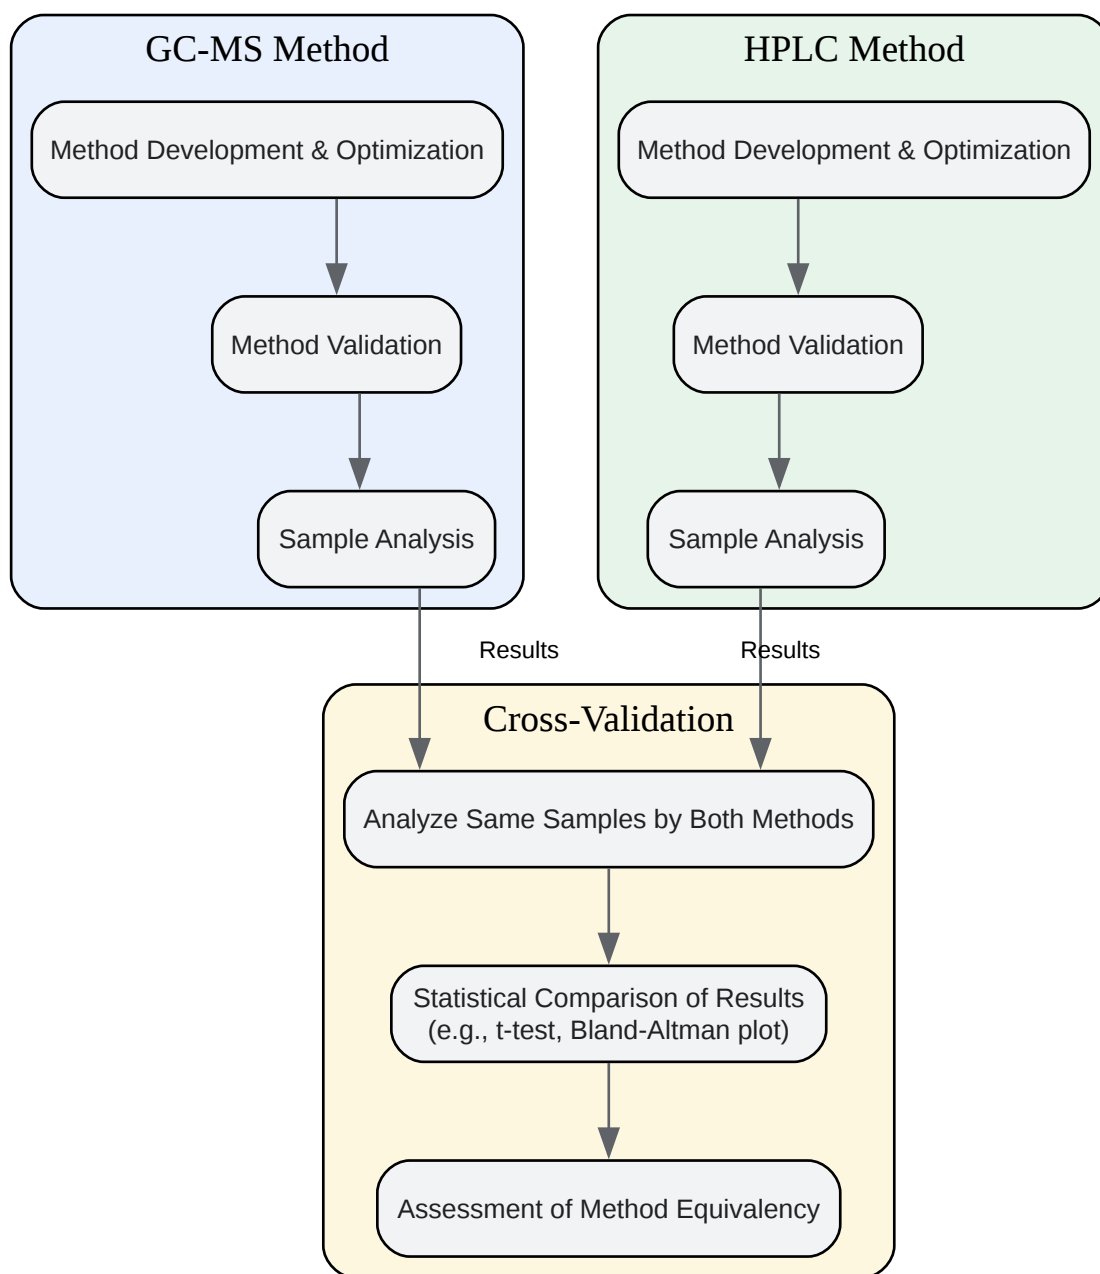 GC-MS Method
Method Development & Optimization
Method Validation
Sample Analysis
HPLC Method
Method Development & Optimization
Method Validation
Sample Analysis
Results
Results
Cross-Validation
Analyze Same Samples by Both Methods
Statistical Comparison of Results
(e.g., t-test, Bland-Altman plot)
Assessment of Method Equivalency